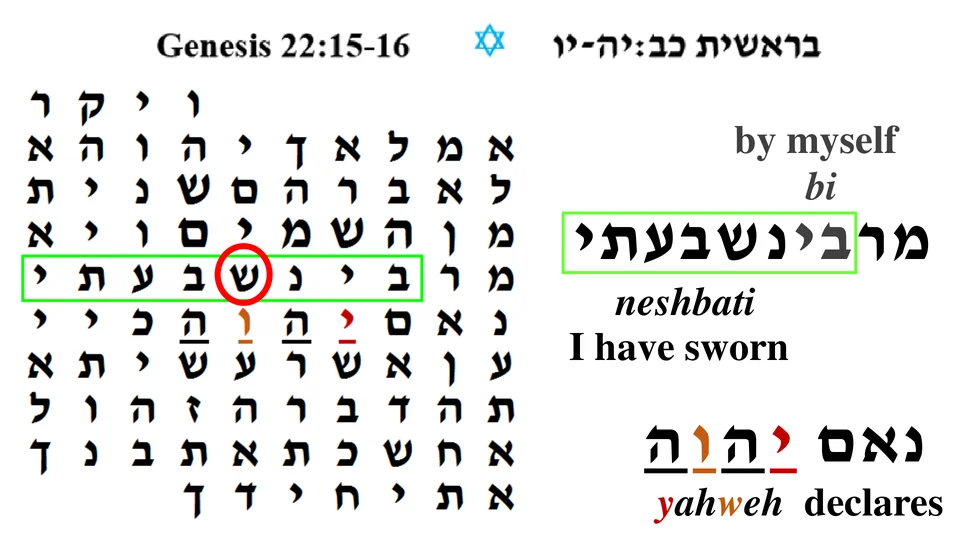 Genesis 22:15-16 ✡ בראשית כב:יה-יו
ו י ק ר
א מ ל א ך י ה ו ה א
ל א ב ר ה ם ש נ י ת
מ ן ה ש מ י ם ו י א
מ ר ב י נ ש ב ע ת י
נ א ם י ה ו ה כ י י
ע ן א ש ר ע ש י ת א
ת ה ד ב ר ה ז ה ו ל
א ח ש כ ת א ת ב נ ך
א ת י ח י ד ך
by myself
bi
מרבינשבעתי
neshbati
I have sworn
נאם יהוה
yahweh declares